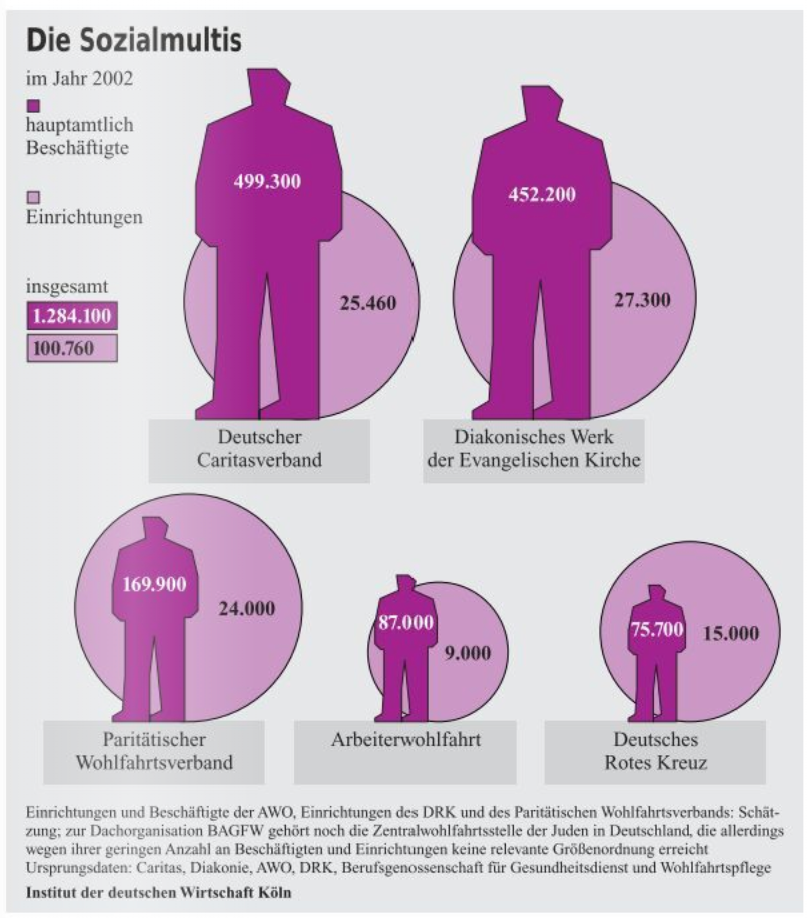 Die Sozialmultis
im Jahr 2002
hauptamtlich
Beschäftigte
Einrichtungen
insgesamt
1.284.100
100.760
499.300
25.460
Deutscher
Caritasverband
452.200
27.300
Diakonisches Werk
der Evangelischen Kirche
169.900
24.000
Paritätischer
Wohlfahrtsverband
87.000
9.000
Arbeiterwohlfahrt
75.700
15.000
Deutsches
Rotes Kreuz
Einrichtungen und Beschäftigte der AWO, Einrichtungen des DRK und des Paritätischen Wohlfahrtsverbands: Schät-
zung; zur Dachorganisation BAGFW gehört noch die Zentralwohlfahrtsstelle der Juden in Deutschland, die allerdings
wegen ihrer geringen Anzahl an Beschäftigten und Einrichtungen keine relevante Größenordnung erreicht
Ursprungsdaten: Caritas, Diakonie, AWO, DRK, Berufsgenossenschaft für Gesundheitsdienst und Wohlfahrtspflege
Institut der deutschen Wirtschaft Köln